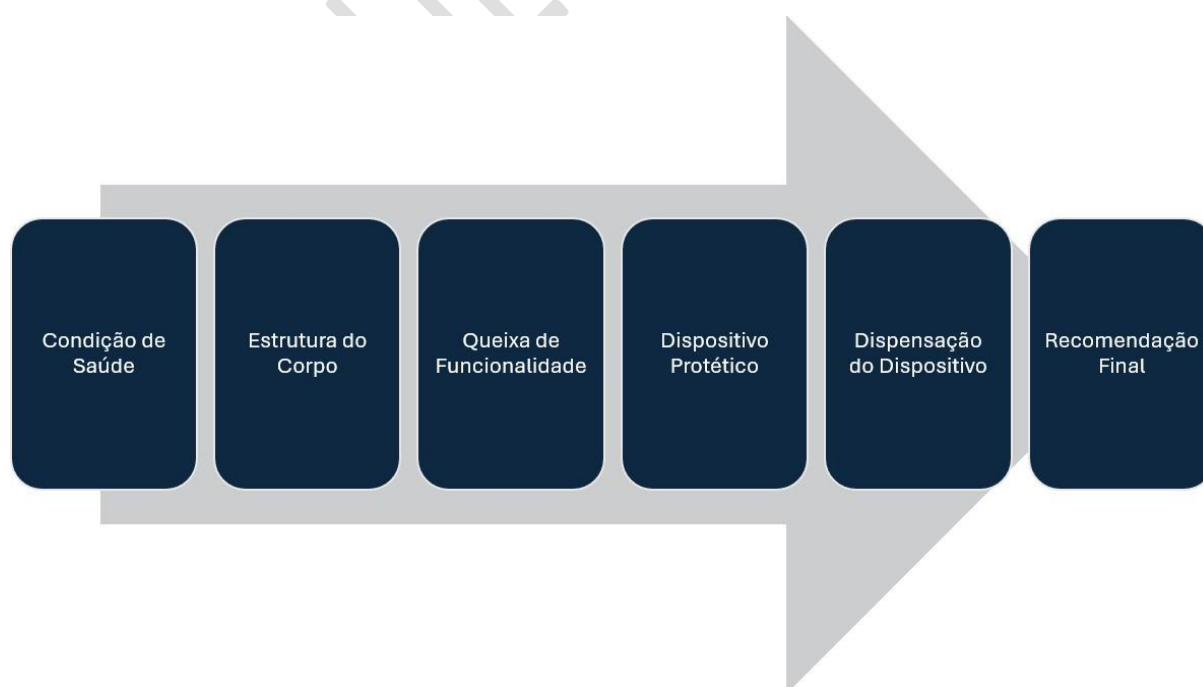 Condição de
Saúde
Estrutura do
Corpo
Queixa de
Funcionalidade
Dispositivo
Protético
Dispensação
do Dispositivo
Recomendação
Final